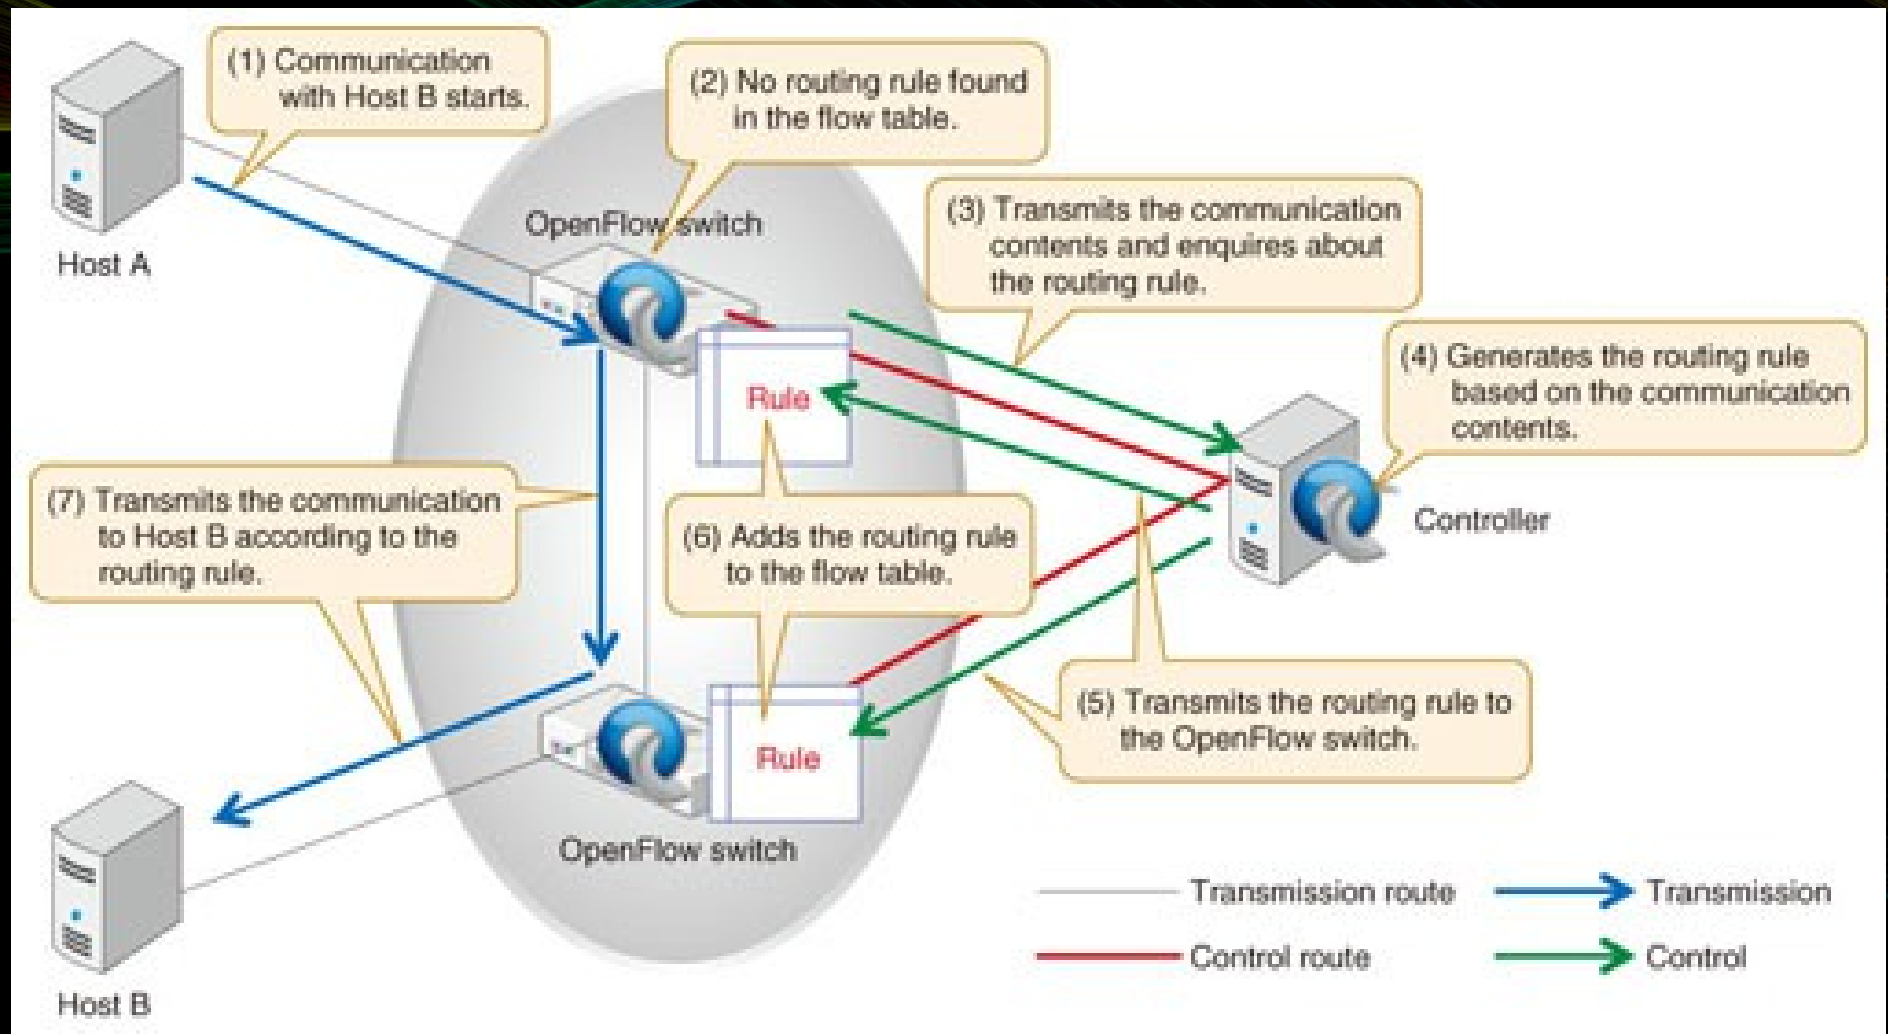 (1) Communication
with Host B starts.
(2) No routing rule found
in the flow table.
(3) Transmits the communication
contents and enquires about
the routing rule.
OpenFlow switch
Host A
(4) Generates the routing rule
based on the communication
contents.
Rule
Controller
(7) Transmits the communication
to Host B according to the
routing rule.
(6) Adds the routing rule
to the flow table.
(5) Transmits the routing rule to
the OpenFlow switch.
Rule
OpenFlow switch
Host B
Transmission route
Transmission
Control route
Control